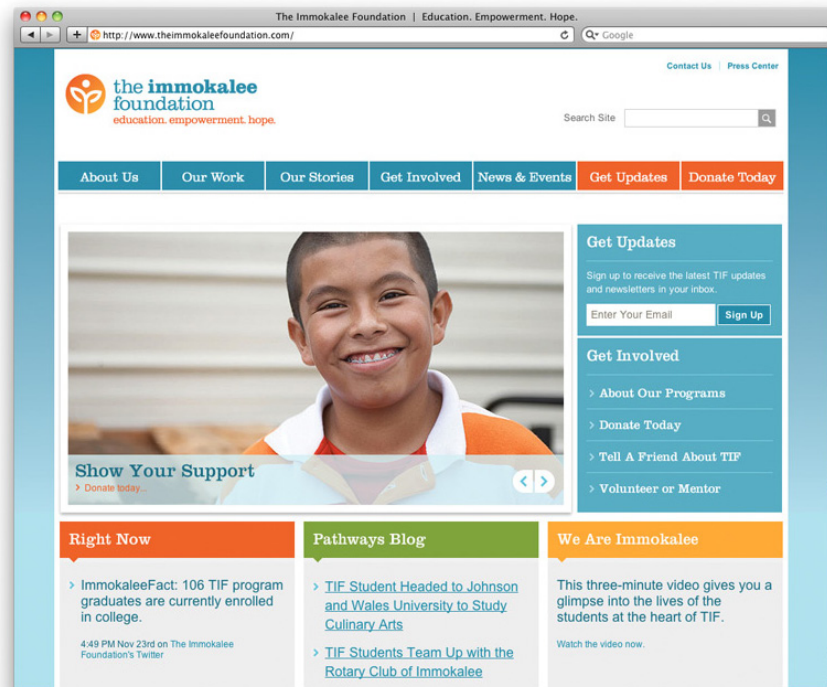 The Immokalee Foundation | Education. Empowerment. Hope.
http://www.theimmokaleefoundation.com/
Google
Contact Us | Press Center
the immokalee
foundation
education. empowerment. hope.
Search Site
About Us
Our Work
Our Stories
Get Involved
News & Events
Get Updates
Donate Today
Show Your Support
Donate today...
Get Updates
Sign up to receive the latest TIF updates
and newsletters in your inbox.
Enter Your Email
Sign Up
Get Involved
About Our Programs
Donate Today
Tell A Friend About TIF
Volunteer or Mentor
Right Now
ImmokaleeFact: 106 TIF program
graduates are currently enrolled
in college.
4:49 PM Nov 23rd on The Immokalee
Foundation's Twitter
Pathways Blog
TIF Student Headed to Johnson
and Wales University to Study
Culinary Arts
TIF Students Team Up with the
Rotary Club of Immokalee
We Are Immokalee
This three-minute video gives you a
glimpse into the lives of the
students at the heart of TIF.
Watch the video now.